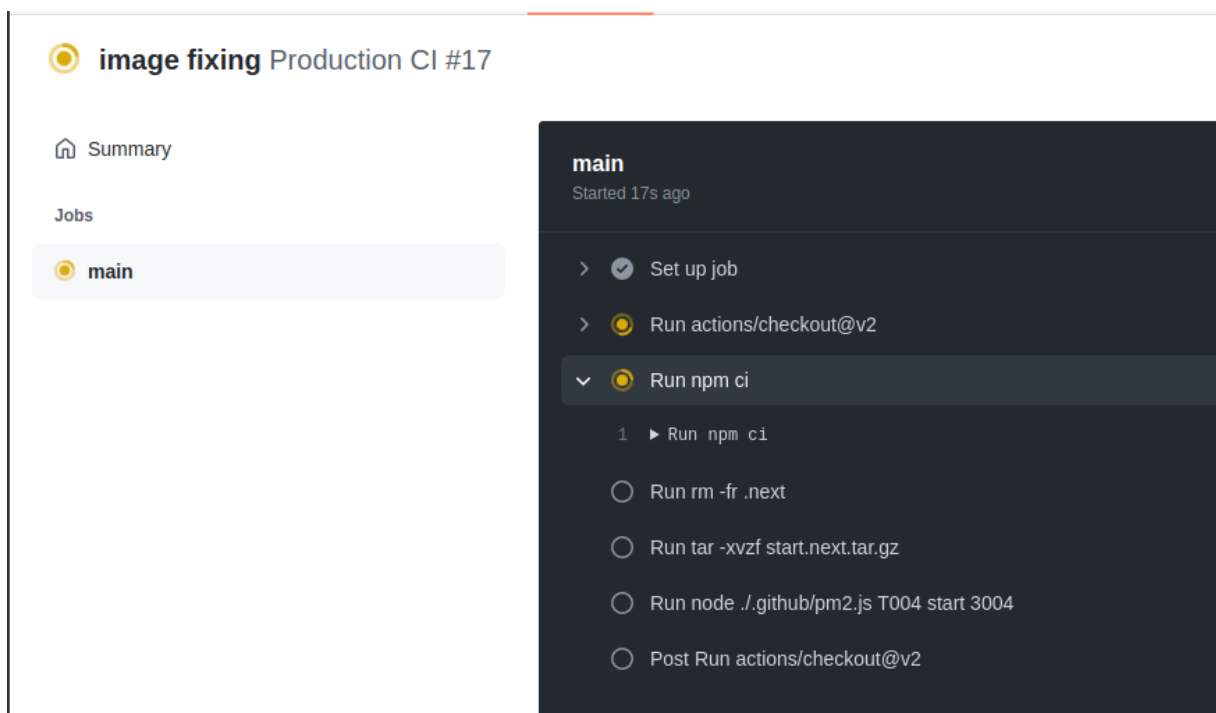 image fixing Production CI #17
Summary
Jobs
main
main
Started 17s ago
Set up job
Run actions/checkout@v2
Run npm ci
1 Run npm ci
Run rm -fr .next
Run tar -xvzf start.next.tar.gz
Run node ./.github/pm2.js T004 start 3004
Post Run actions/checkout@v2